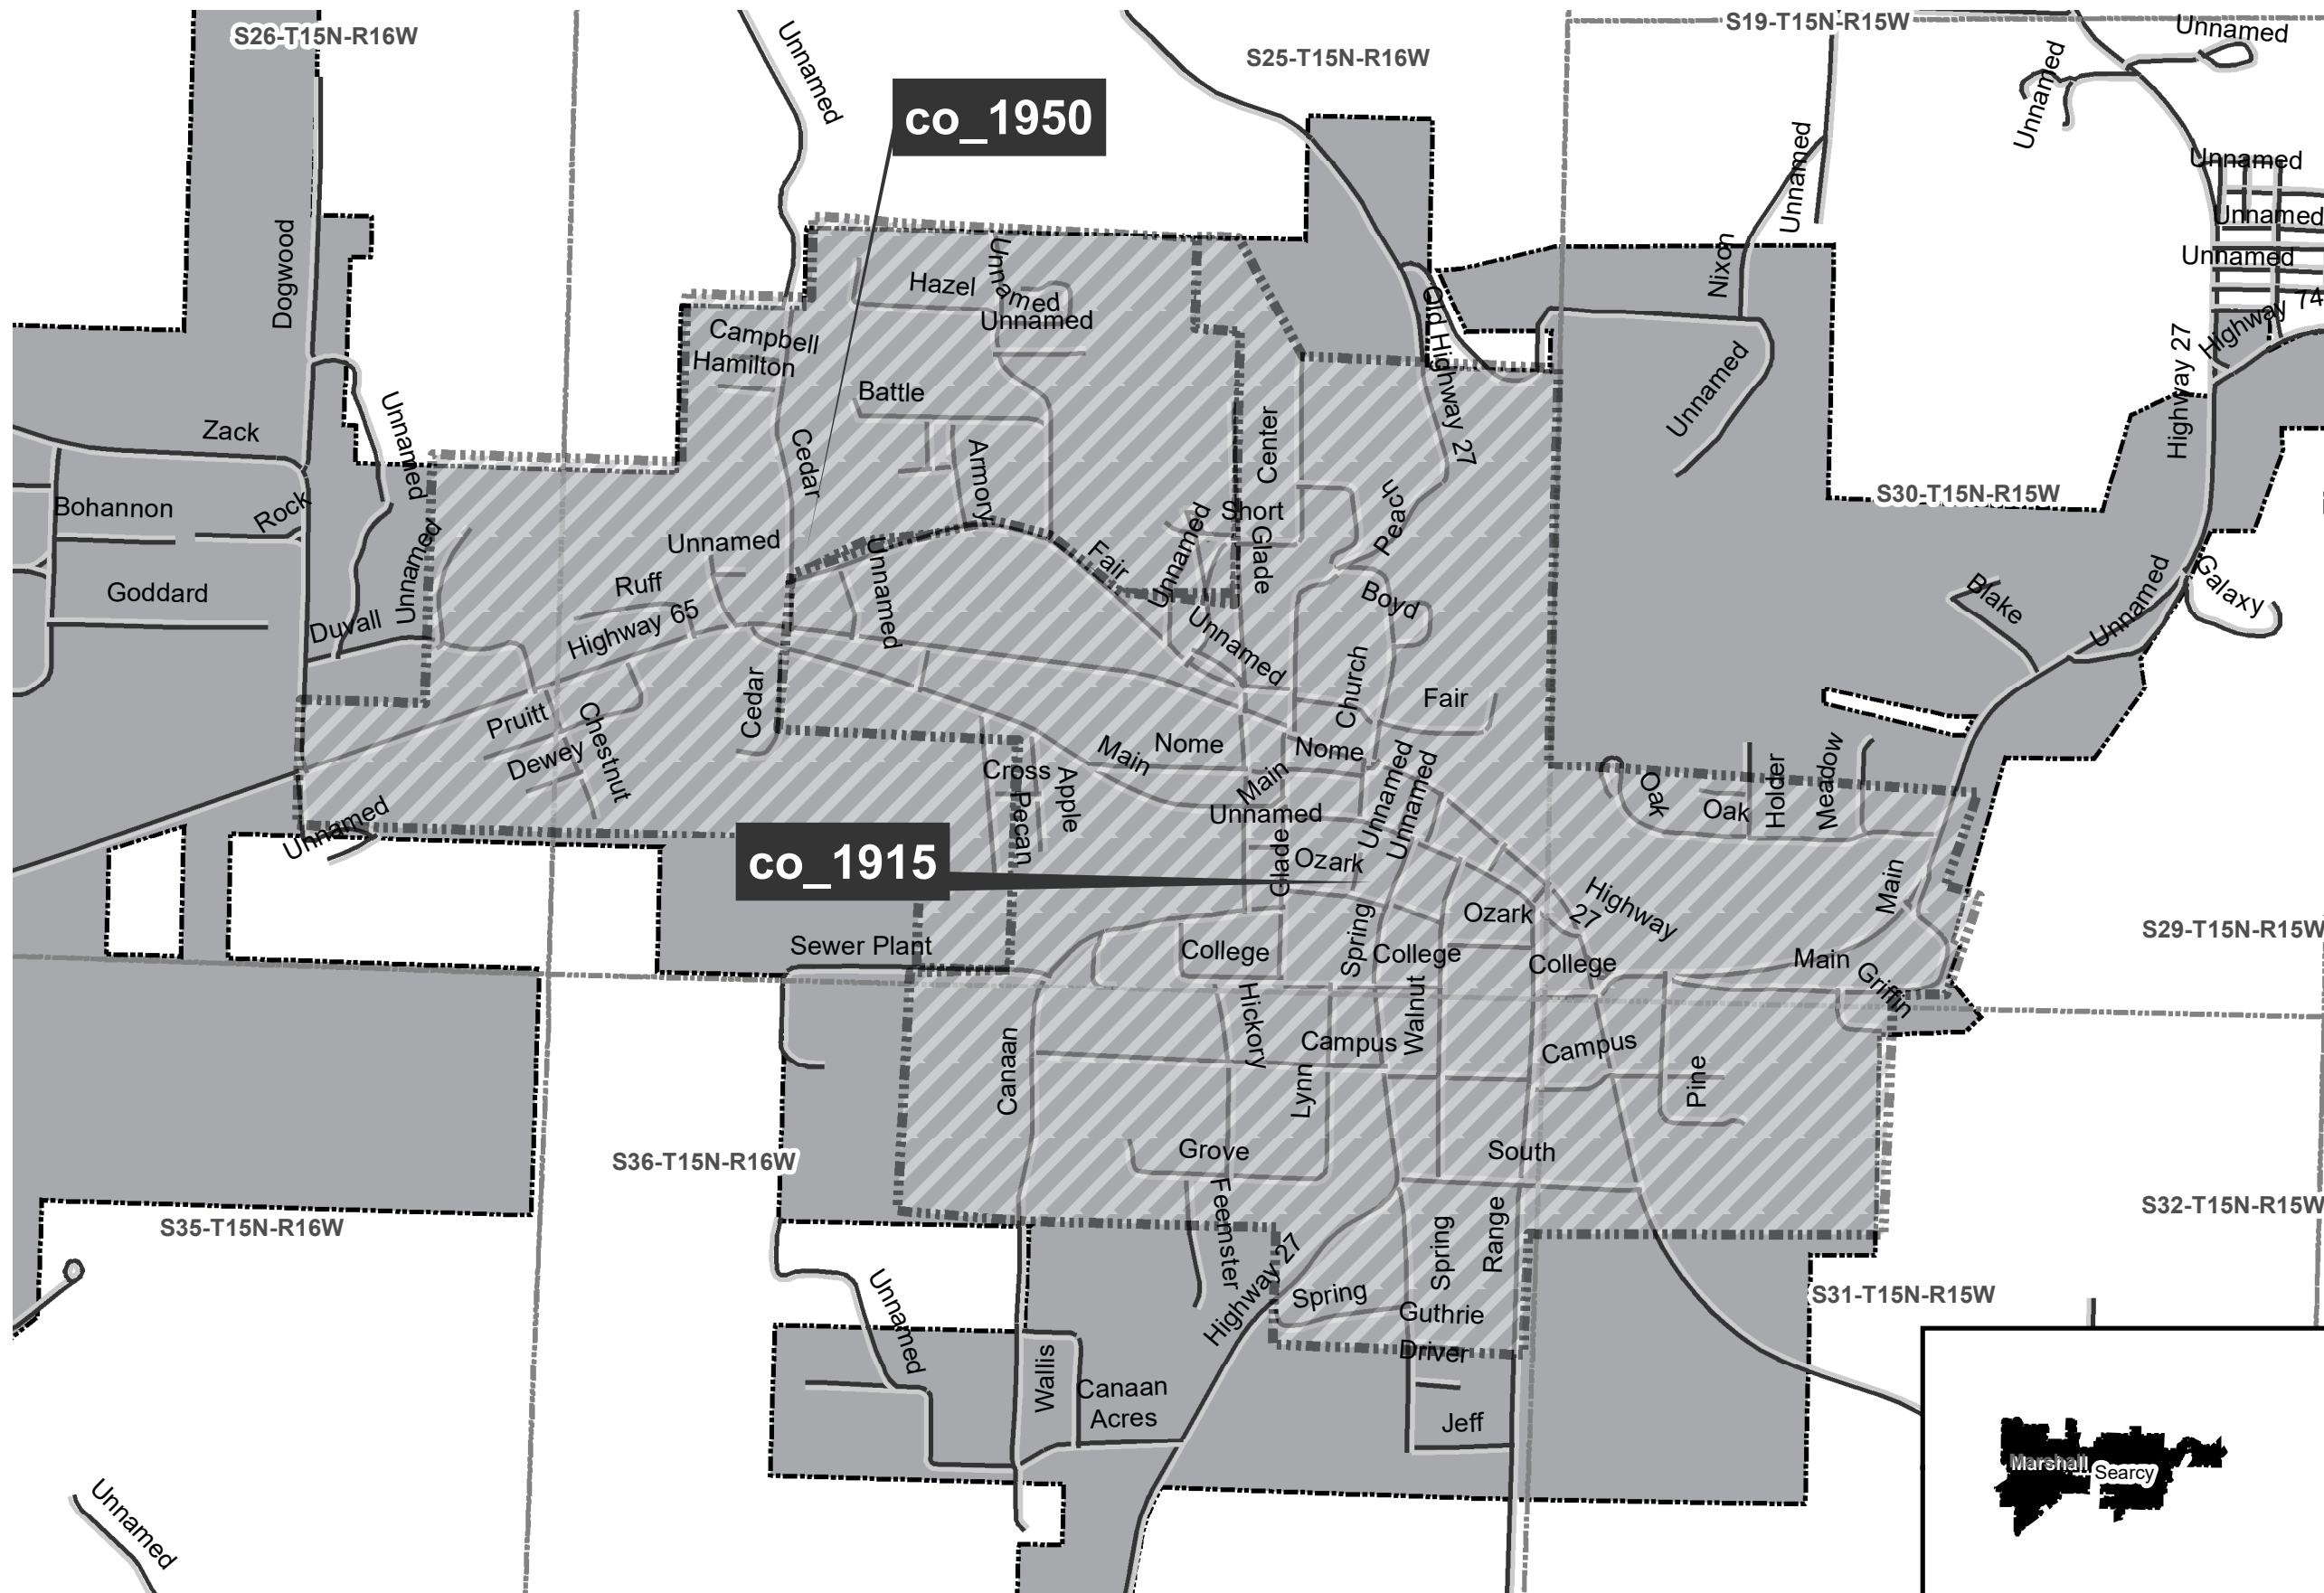 S26-T15N-R16W
S25-T15N-R16W
S19-T15N-R15W
Unnamed
Unnamed
Unnamed
co_1950
Unnamed
Unnamed
Unnamed
Unnamed
Nixon
Dogwood
Hazel
Unnamed
Unnamed
Old Highway 27
Highway 74
Campbell
Hamilton
Battle
Highway 27
Unnamed
Zack
Unnamed
Center
Cedar
Armory
Bohannon
Rock
Short
Peach
S30-T15N-R15W
Unnamed
Unnamed
Fair
Unnamed
Glade
Unnamed
Goddard
Ruff
Unnamed
Boyd
Blake
Unnamed
Galaxy
Duvall
Highway 65
Unnamed
Church
Fair
Cedar
Pruitt
Chestnut
Dewey
Main
Nome
Nome
Cross
Apple
Pecan
Main
Unnamed
Unnamed
Unnamed
Oak
Oak
Holder
Meadow
Unnamed
co_1915
Glade
Ozark
Ozark
Highway
27
Main
S29-T15N-R15W
Sewer Plant
College
Spring
College
College
Main
Griffin
Canaan
Hickory
Campus
Walnut
Campus
Lynn
Pine
S36-T15N-R16W
Grove
South
S35-T15N-R16W
S32-T15N-R15W
Feemster
Highway 27
Spring
Spring
Range
Guthrie
S31-T15N-R15W
Unnamed
Driver
Wallis
Canaan
Acres
Jeff
Marshall
Searcy
Unnamed